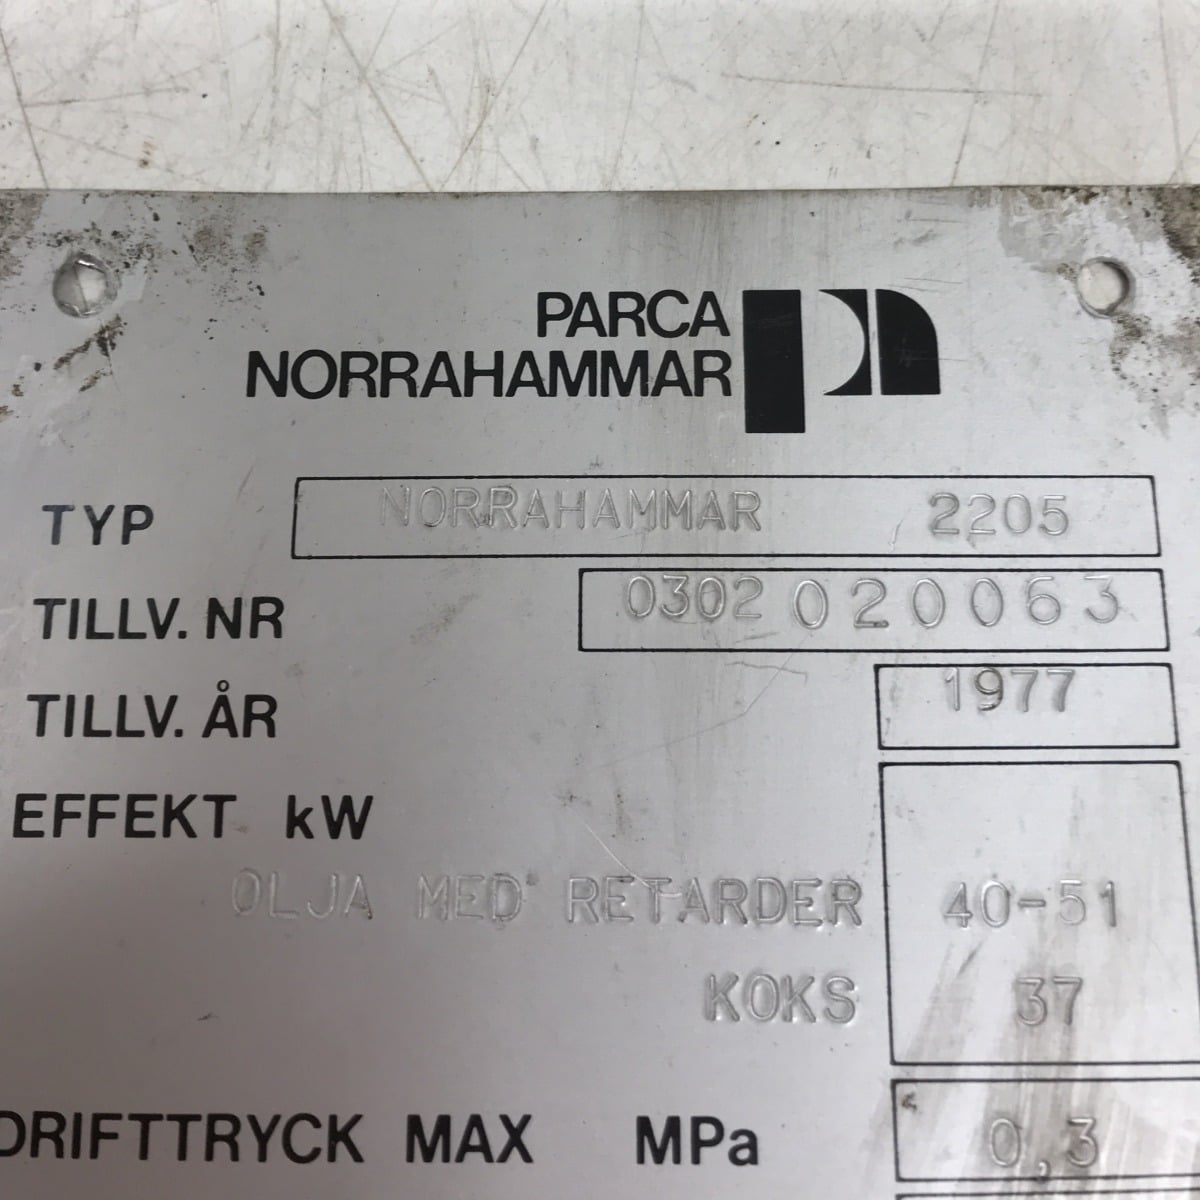 PARCA
NORRAHAMMAR
TYP NORRAHAMMAR 2205
TILLV. NR 0302 020063
TILLV. ÅR 1977
EFFEKT kW
OLJA MED RETARDER 40-51
KOKS 37
DRIFTTRYCK MAX MPa 0,3